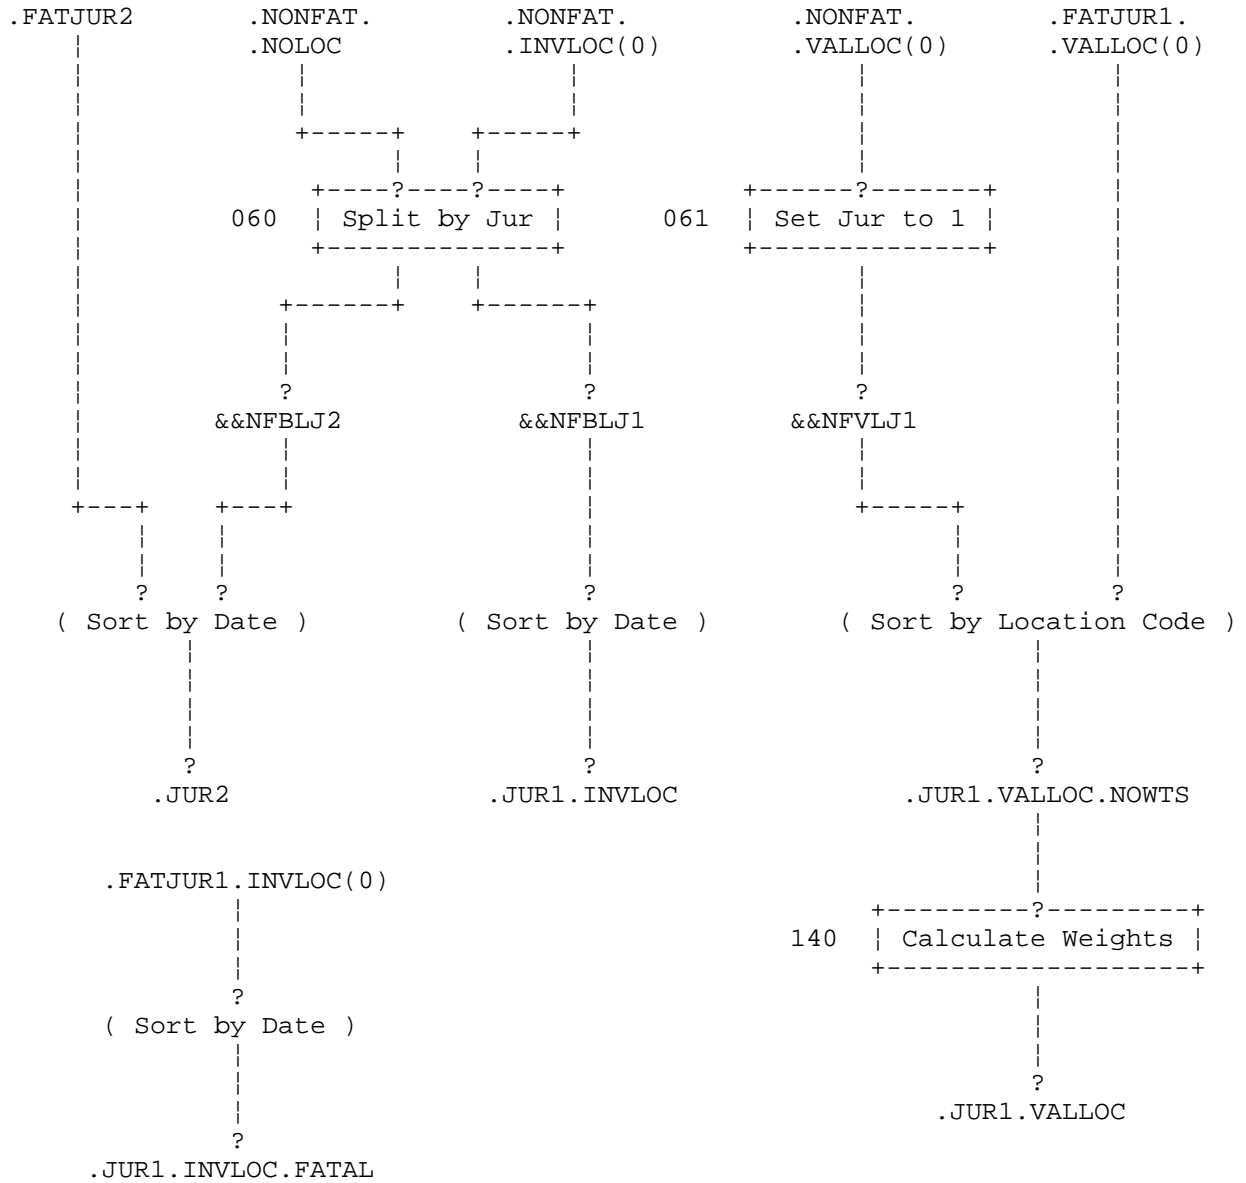 .FATJUR2 .NONFAT. .NONFAT. .NONFAT. .FATJUR1.
.NOLOC .INVLOC(0) .VALLOC(0) .VALLOC(0)
+-----+ +-----+
+----?----?----+ +------?-------+
060 ¦ Split by Jur ¦ 061 ¦ Set Jur to 1 ¦
+--------------+ +--------------+
+------+ +------+
? ? ?
&&NFBLJ2 &&NFBLJ1 &&NFVLJ1
+---+ +---+ +-----+
? ? ? ? ?
( Sort by Date ) ( Sort by Date ) ( Sort by Location Code )
? ? ?
.JUR2 .JUR1.INVLOC .JUR1.VALLOC.NOWTS
.FATJUR1.INVLOC(0)
+---------?---------+
140 ¦ Calculate Weights ¦
+-------------------+
?
( Sort by Date )
?
.JUR1.VALLOC
?
.JUR1.INVLOC.FATAL